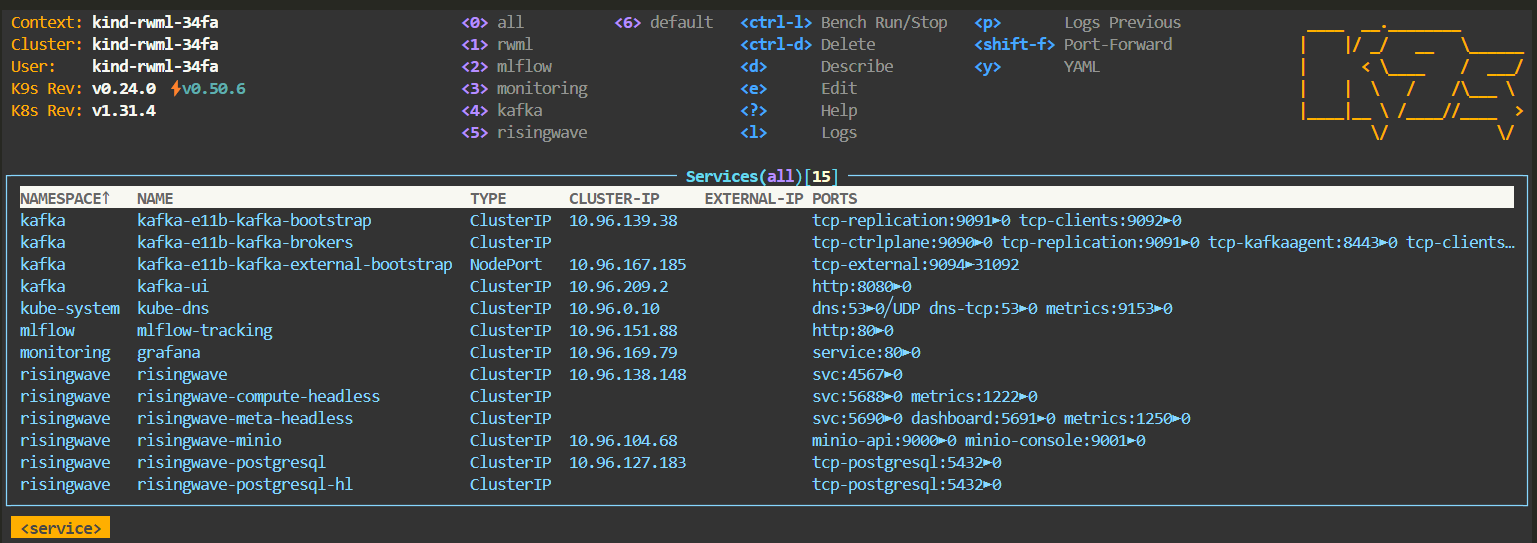 Context: kind-rwml-34fa <0> all <6> default <ctrl-l> Bench Run/Stop <p> Logs Previous
Cluster: kind-rwml-34fa <1> rwml <ctrl-d> Delete <shift-f> Port-Forward
User: kind-rwml-34fa <2> mlflow <d> Describe <y> YAML
K9s Rev: v0.24.0 ⚡v0.50.6 <3> monitoring <e> Edit
K8s Rev: v1.31.4 <4> kafka <?> Help
<5> risingwave <l> Logs
Services(all)[15]
NAMESPACE↑ NAME TYPE CLUSTER-IP EXTERNAL-IP PORTS
kafka kafka-e11b-kafka-bootstrap ClusterIP 10.96.139.38 tcp-replication:9091►0 tcp-clients:9092►0
kafka kafka-e11b-kafka-brokers ClusterIP tcp-ctrlplane:9090►0 tcp-replication:9091►0 tcp-kafkaagent:8443►0 tcp-clients…
kafka kafka-e11b-kafka-external-bootstrap NodePort 10.96.167.185 tcp-external:9094►31092
kafka kafka-ui ClusterIP 10.96.209.2 http:8080►0
kube-system kube-dns ClusterIP 10.96.0.10 dns:53►0/UDP dns-tcp:53►0 metrics:9153►0
mlflow mlflow-tracking ClusterIP 10.96.151.88 http:80►0
monitoring grafana ClusterIP 10.96.169.79 service:80►0
risingwave risingwave ClusterIP 10.96.138.148 svc:4567►0
risingwave risingwave-compute-headless ClusterIP svc:5688►0 metrics:1222►0
risingwave risingwave-meta-headless ClusterIP svc:5690►0 dashboard:5691►0 metrics:1250►0
risingwave risingwave-minio ClusterIP 10.96.104.68 minio-api:9000►0 minio-console:9001►0
risingwave risingwave-postgresql ClusterIP 10.96.127.183 tcp-postgresql:5432►0
risingwave risingwave-postgresql-hl ClusterIP tcp-postgresql:5432►0
<service>